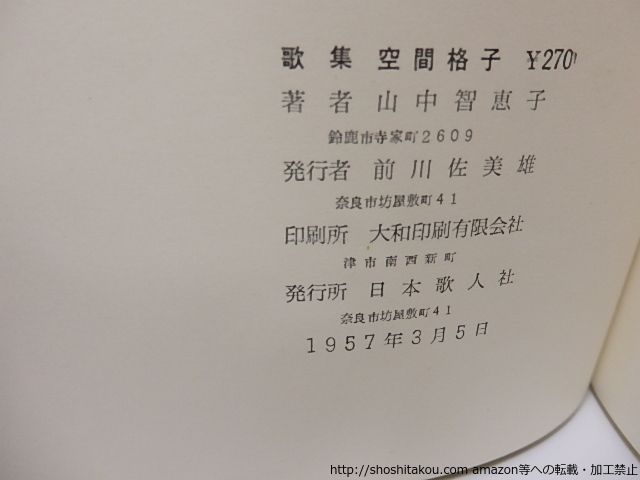 歌集 空間格子 ¥270
著者 山中智恵子
鈴鹿市寺家町2609
発行者 前川佐美雄
奈良市坊屋敷町41
印刷所 大和印刷有限会社
津市南西新町
発行所 日本歌人社
奈良市坊屋敷町41
1957年3月5日
http://shoshitakou.com amazon等への転載・加工禁止